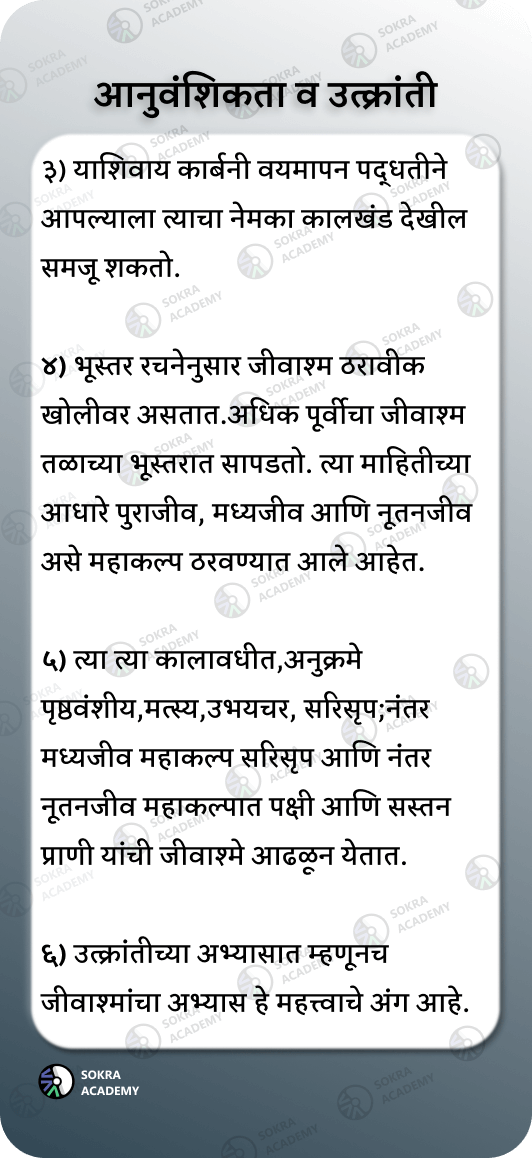 आनुवंशिकता व उत्क्रांती
३) याशिवाय कार्बनी वयमापन पद्धतीने
आपल्याला त्याचा नेमका कालखंड देखील
समजू शकतो.
४) भूस्तर रचनेनुसार जीवाश्म ठरावीक
खोलीवर असतात.अधिक पूर्वीचा जीवाश्म
तळाच्या भूस्तरात सापडतो. त्या माहितीच्या
आधारे पुराजीव, मध्यजीव आणि नूतनजीव
असे महाकल्प ठरवण्यात आले आहेत.
५) त्या त्या कालावधीत,अनुक्रमे
पृष्ठवंशीय,मत्स्य,उभयचर, सरिसृप;नंतर
मध्यजीव महाकल्प सरिसृप आणि नंतर
नूतनजीव महाकल्पात पक्षी आणि सस्तन
प्राणी यांची जीवाश्मे आढळून येतात.
६) उत्क्रांतीच्या अभ्यासात म्हणूनच
जीवाश्मांचा अभ्यास हे महत्त्वाचे अंग आहे.
SOKRA
ACADEMY